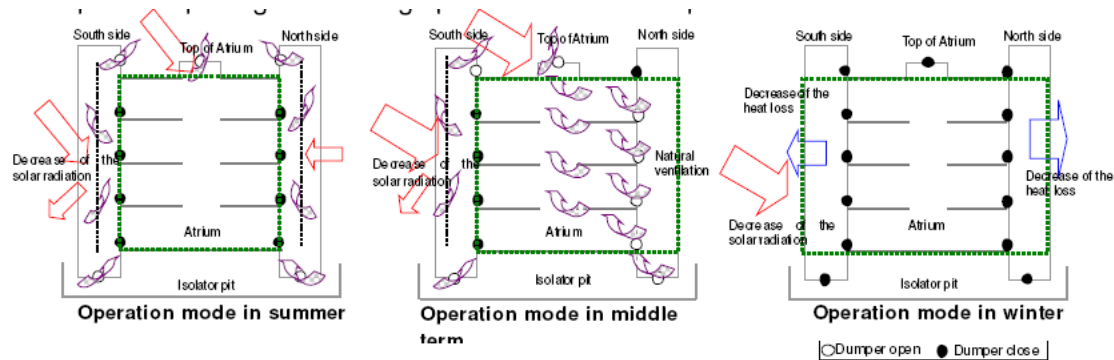 South side
Top of Atrium
North side
Decrease of the
solar radiation
Atrium
Isolator pit
Operation mode in summer
South side
Top of Atrium
North side
Decrease of the
solar radiation
Natural
ventilation
Atrium
Isolator pit
Operation mode in middle
term
South side
Top of Atrium
North side
Decrease of the
heat loss
Decrease of the
heat loss
Decrease of the
solar radiation
Atrium
Isolator pit
Operation mode in winter
Dumper open Dumper close